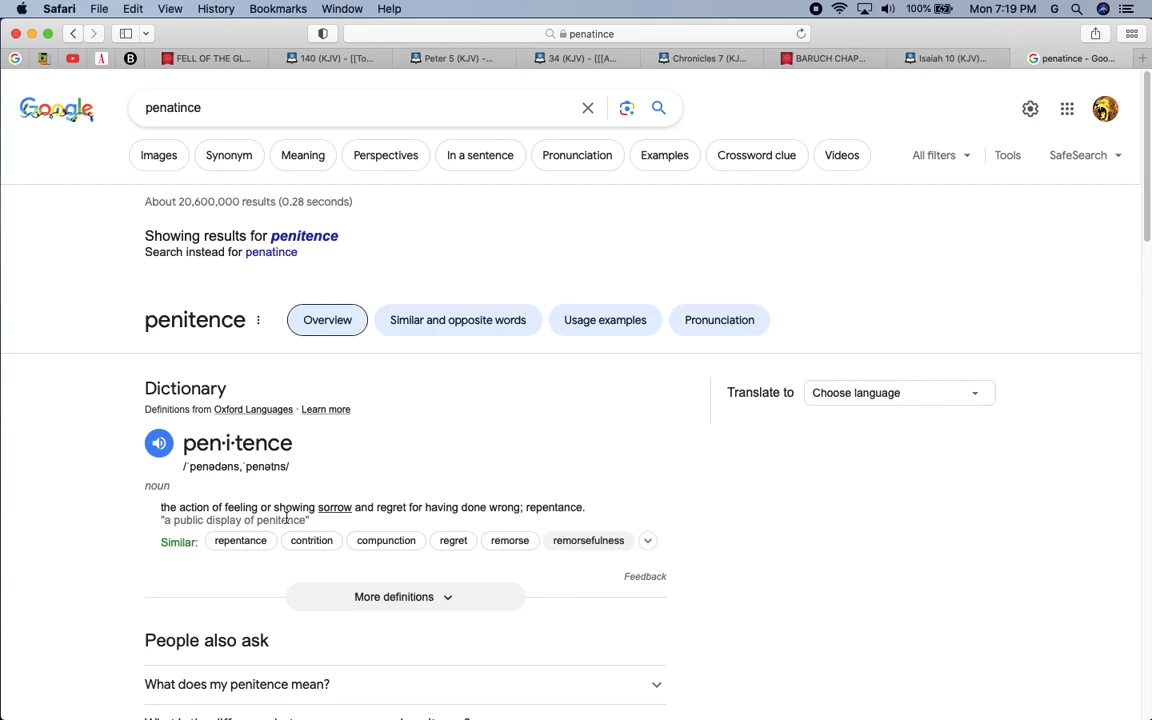 Safari File Edit View History Bookmarks Window Help 100% Mon 7:19 PM G
penatince
G A B FELL OF THE GL... 140 (KJV) - [[To... Peter 5 (KJV) -... 34 (KJV) - [[[A... Chronicles 7 (KJ... BARUCH CHAP... Isaiah 10 (KJV)... G penatince - Goo...
Google penatince
Images Synonym Meaning Perspectives In a sentence Pronunciation Examples Crossword clue Videos All filters Tools SafeSearch
About 20,600,000 results (0.28 seconds)
Showing results for penitence
Search instead for penatince
penitence Overview Similar and opposite words Usage examples Pronunciation
Dictionary
Translate to Choose language
Definitions from Oxford Languages · Learn more
pen·i·tence
/ˈpenədəns,ˈpenətns/
noun
the action of feeling or showing sorrow and regret for having done wrong; repentance.
"a public display of penitence"
Similar: repentance contrition compunction regret remorse remorsefulness
Feedback
More definitions
People also ask
What does my penitence mean?